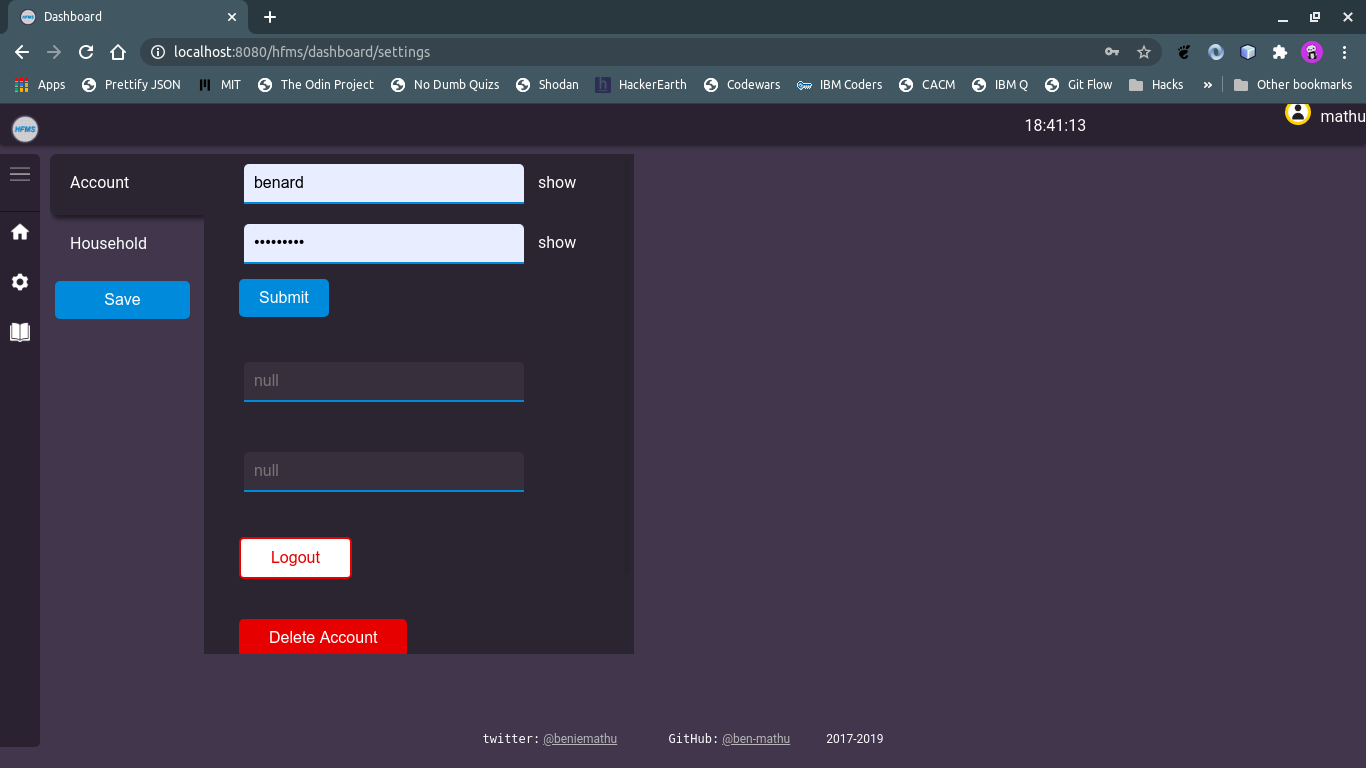 Dashboard
localhost:8080/hfms/dashboard/settings
Apps Prettify JSON MIT The Odin Project No Dumb Quizs Shodan h HackerEarth Codewars IBM Coders CACM IBM Q Git Flow Hacks » Other bookmarks
HFMS 18:41:13 mathu
Account benard show
Household ••••••••• show
Save Submit
null
null
Logout
Delete Account
twitter: @beniemathu GitHub: @ben-mathu 2017-2019